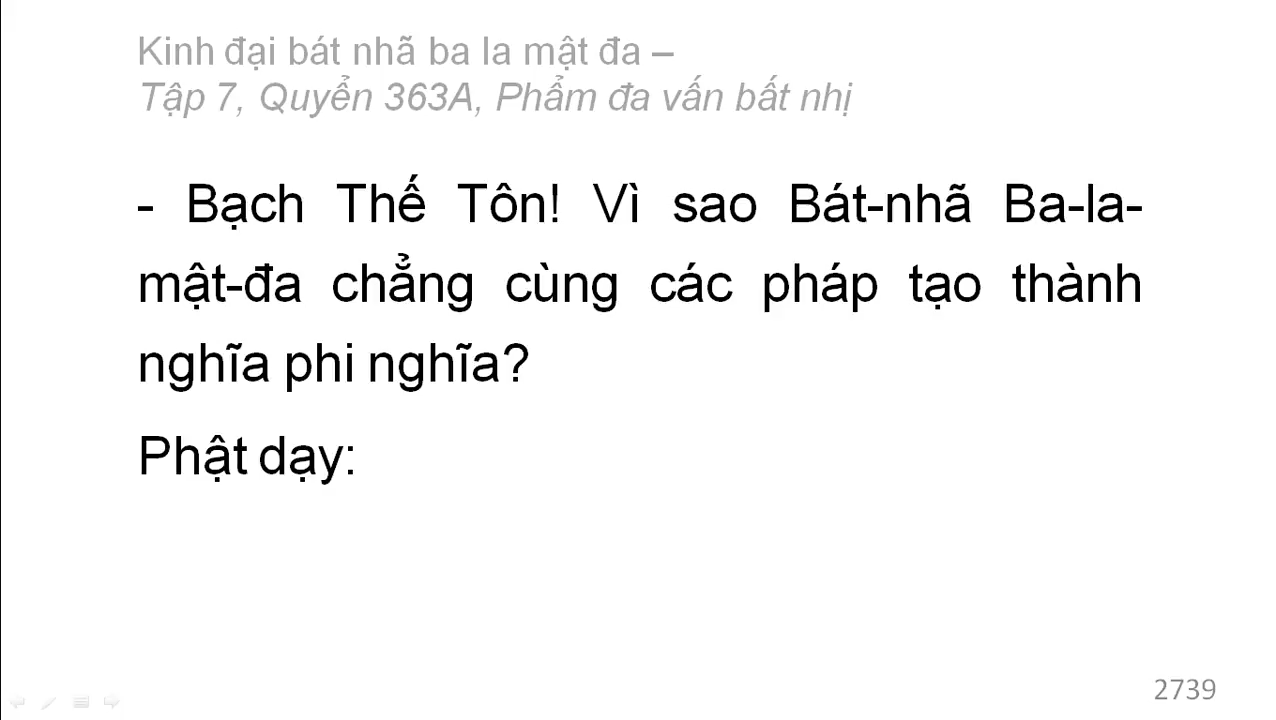 Kinh đại bát nhã ba la mật đa –
Tập 7, Quyển 363A, Phẩm đa vấn bất nhị
- Bạch Thế Tôn! Vì sao Bát-nhã Ba-la-
mật-đa chẳng cùng các pháp tạo thành
nghĩa phi nghĩa?
Phật dạy:
2739